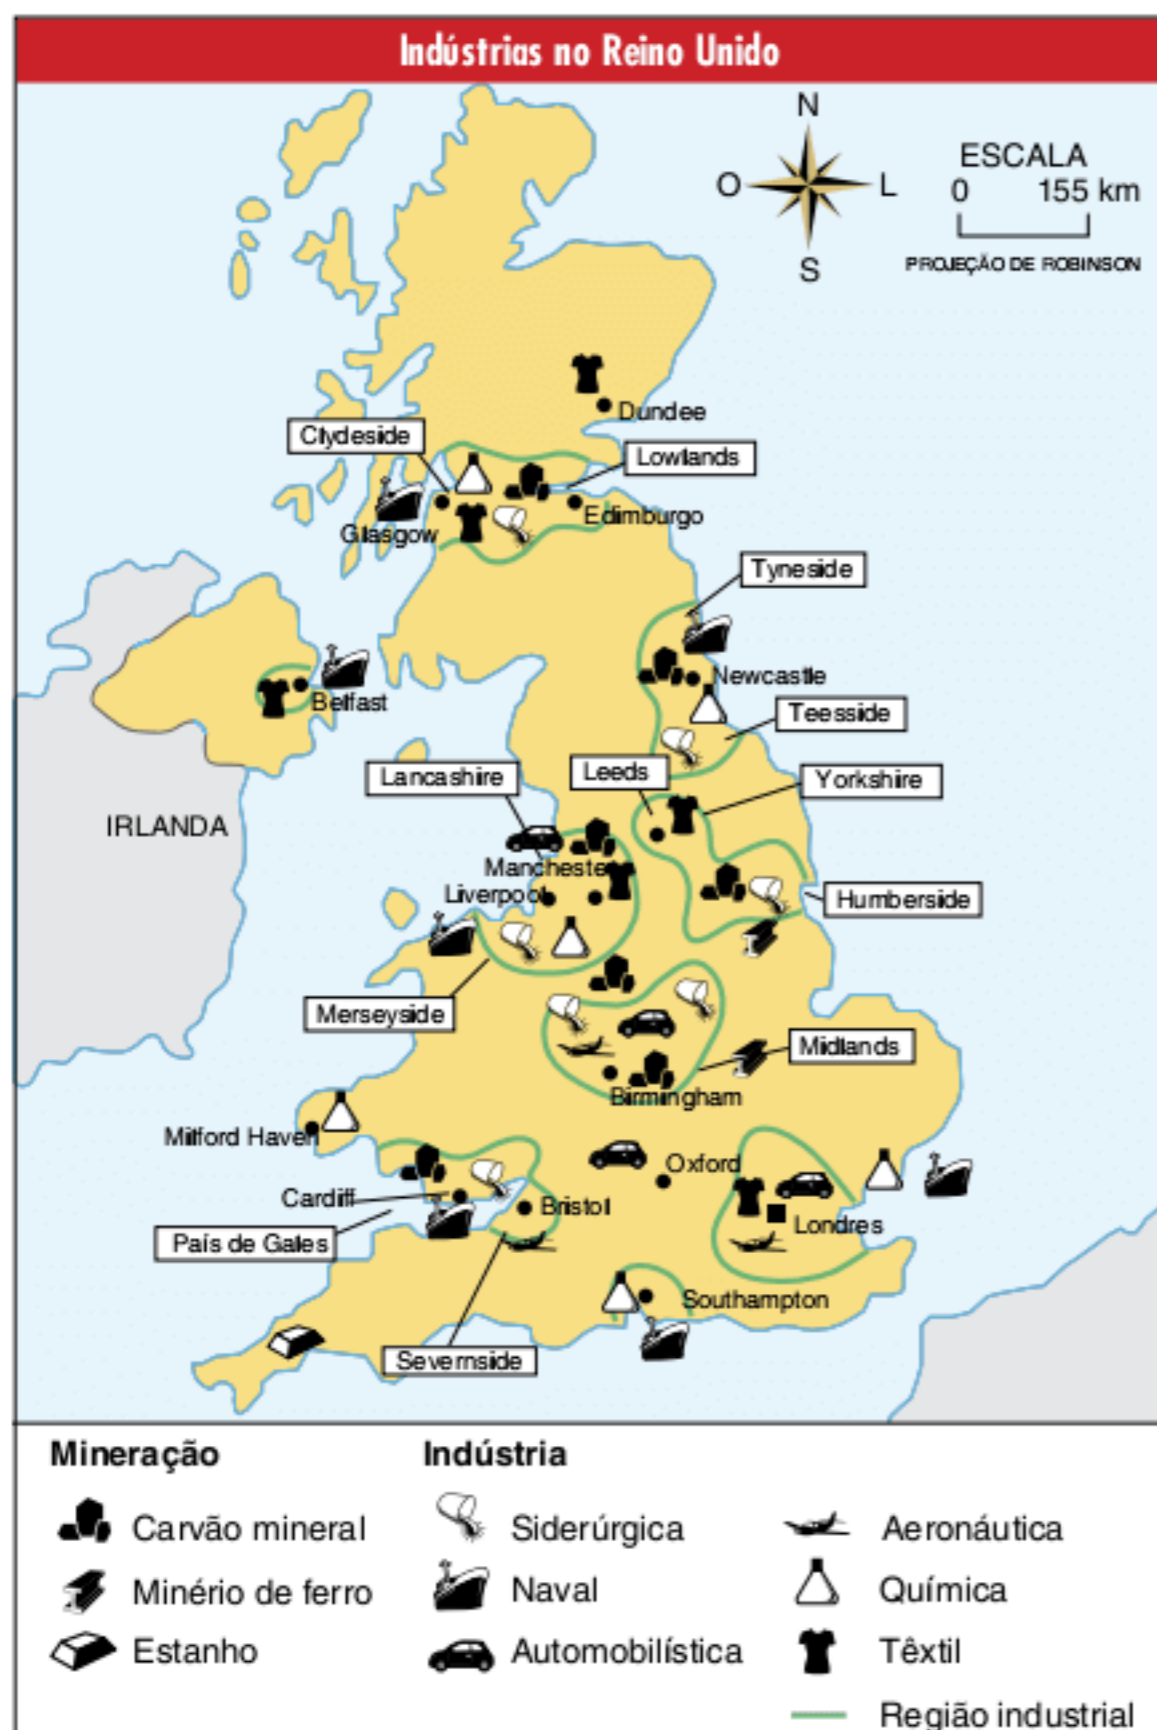 Indústrias no Reino Unido
N
O
L
S
ESCALA
0 155 km
PROJEÇÃO DE ROBINSON
Dundee
Clydeside
Lowlands
Glasgow
Edimburgo
Tyneside
Newcastle
Belfast
Teesside
Lancashire
Leeds
Yorkshire
IRLANDA
Manchester
Liverpool
Humberside
Merseyside
Midlands
Birmingham
Milford Haven
Oxford
Cardiff
Bristol
País de Gales
Londres
Southampton
Severnside
Mineração
Carvão mineral
Minério de ferro
Estanho
Indústria
Siderúrgica
Naval
Automobilística
Aeronáutica
Química
Têxtil
Região industrial